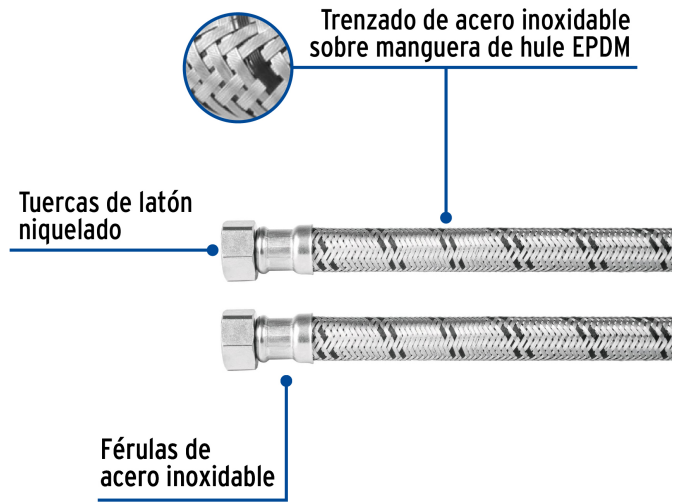 Trenzado de acero inoxidable
sobre manguera de hule EPDM
Tuercas de latón
niquelado
Férulas de
acero inoxidable